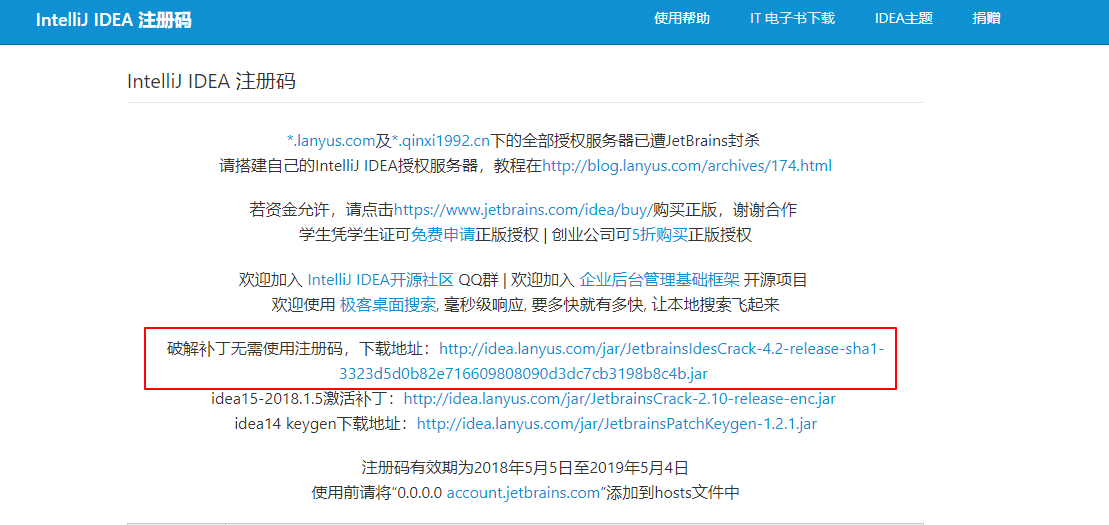 IntelliJ IDEA 注册码
使用帮助 IT 电子书下载 IDEA主题 捐赠
IntelliJ IDEA 注册码
*.lanyus.com及*.qinxi1992.cn下的全部授权服务器已遭JetBrains封杀
请搭建自己的IntelliJ IDEA授权服务器，教程在http://blog.lanyus.com/archives/174.html
若资金允许，请点击https://www.jetbrains.com/idea/buy/购买正版，谢谢合作
学生凭学生证可免费申请正版授权 | 创业公司可5折购买正版授权
欢迎加入 IntelliJ IDEA开源社区 QQ群 | 欢迎加入 企业后台管理基础框架 开源项目
欢迎使用 极客桌面搜索, 毫秒级响应, 要多快就有多快, 让本地搜索飞起来
破解补丁无需使用注册码，下载地址：http://idea.lanyus.com/jar/JetbrainsIdesCrack-4.2-release-sha1-
3323d5d0b82e716609808090d3dc7cb3198b8c4b.jar
idea15-2018.1.5激活补丁：http://idea.lanyus.com/jar/JetbrainsCrack-2.10-release-enc.jar
idea14 keygen下载地址：http://idea.lanyus.com/jar/JetbrainsPatchKeygen-1.2.1.jar
注册码有效期为2018年5月5日至2019年5月4日
使用前请将“0.0.0.0 account.jetbrains.com”添加到hosts文件中